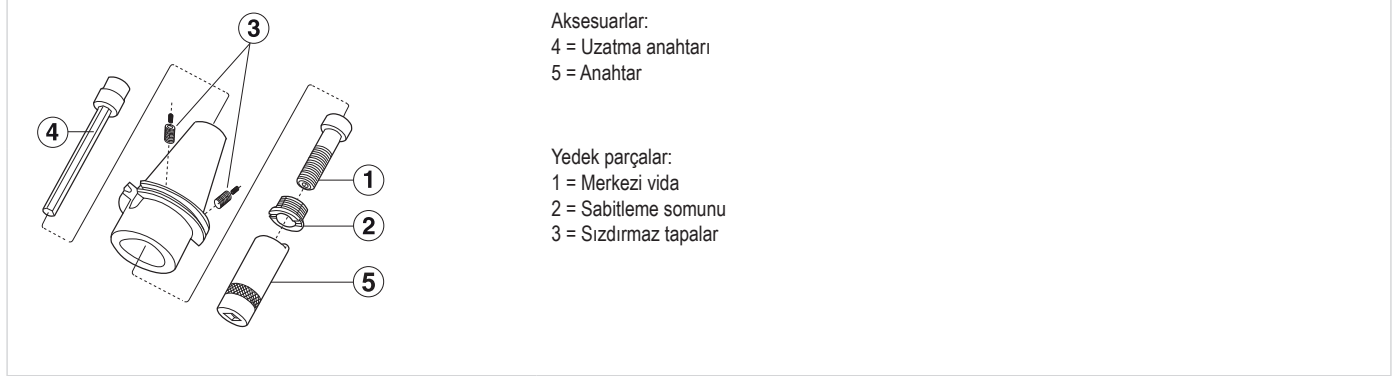 3
4
1
2
5
Aksesuarlar:
4 = Uzatma anahtarı
5 = Anahtar
Yedek parçalar:
1 = Merkezi vida
2 = Sabitleme somunu
3 = Sızdırmaz tapalar